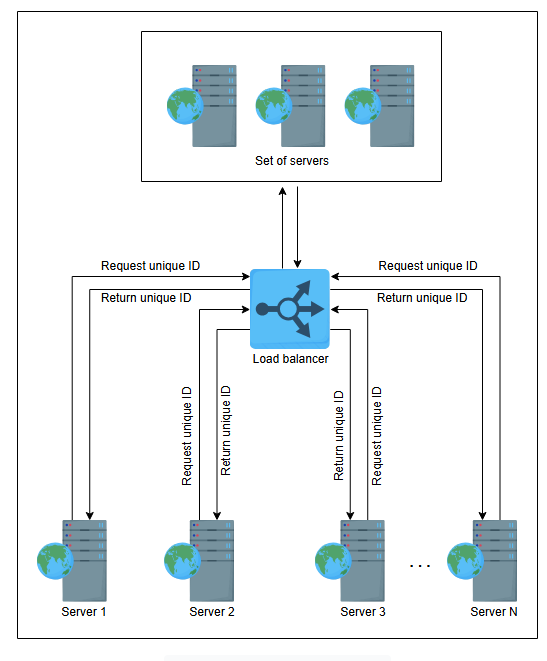 Set of servers
Request unique ID
Request unique ID
Return unique ID
Return unique ID
Load balancer
Request unique ID
Return unique ID
Return unique ID
Request unique ID
. . .
Server 1
Server 2
Server 3
Server N